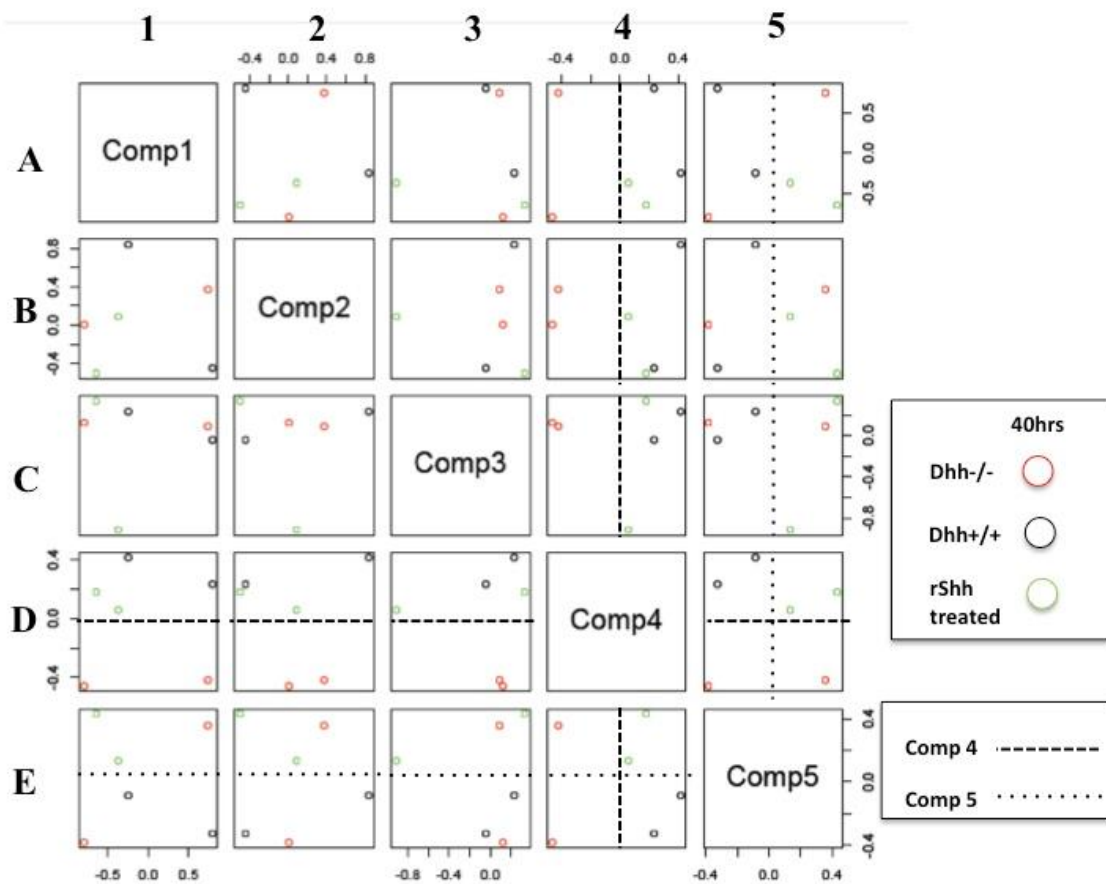 1 2 3 4 5
-0.4 0.0 0.4 0.8 -0.4 0.0 0.4
A Comp1 0.5 0.0 -0.5
B 0.8 0.4 0.0 -0.4 Comp2
C Comp3 0.0 -0.4 -0.8
D 0.4 0.0 -0.4 Comp4
E Comp5 0.4 0.0 -0.4
-0.5 0.0 0.5 -0.8 -0.4 0.0 -0.4 0.0 0.4
40hrs
Dhh-/-
Dhh+/+
rShh
treated
Comp 4
Comp 5